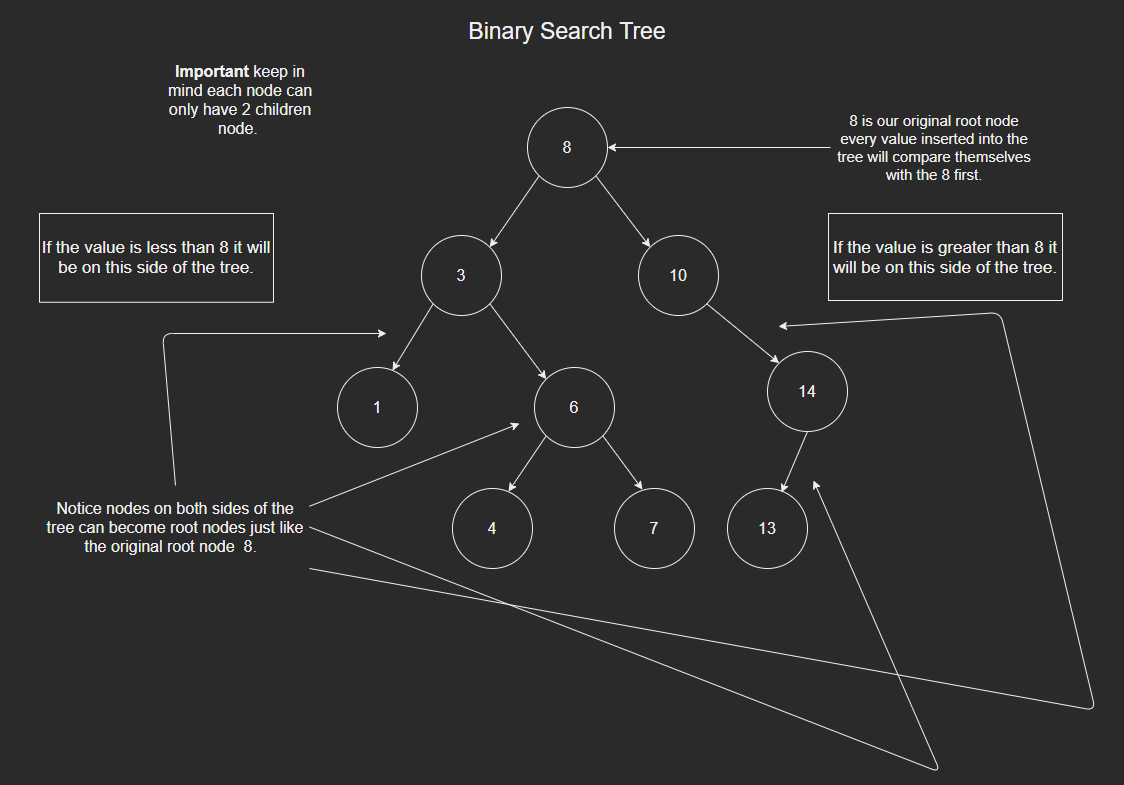 Binary Search Tree
Important keep in
mind each node can
only have 2 children
node.
8
8 is our original root node
every value inserted into the
tree will compare themselves
with the 8 first.
If the value is less than 8 it will
be on this side of the tree.
3
10
If the value is greater than 8 it
will be on this side of the tree.
1
6
14
Notice nodes on both sides of the
tree can become root nodes just like
the original root node 8.
4
7
13